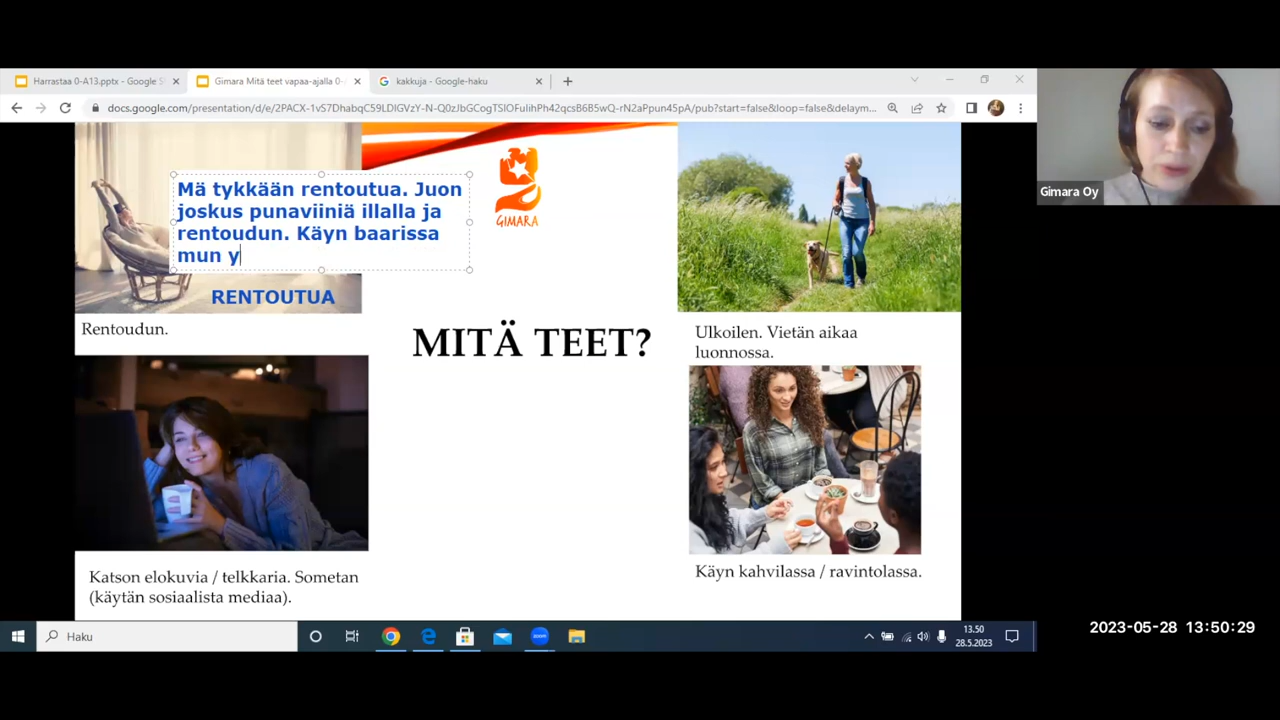 Harrastaa 0-A13.pptx - Google S
Gimara Mitä teet vapaa-ajalla 0-
kakkuja - Google-haku
docs.google.com/presentation/d/e/2PACX-1vS7DhabqC59LDlGVzY-N-Q0zJbGCogTSIOFulihPh42qcsB6B5wQ-rN2aPpun45pA/pub?start=false&loop=false&delaym...
Mä tykkään rentoutua. Juon
joskus punaviiniä illalla ja
rentoudun. Käyn baarissa
mun y
GIMARA
Gimara Oy
RENTOUTUA
Rentoudun.
MITÄ TEET?
Ulkoilen. Vietän aikaa
luonnossa.
Katson elokuvia / telkkaria. Sometan
(käytän sosiaalista mediaa).
Käyn kahvilassa / ravintolassa.
Haku
zoom
13.50
28.5.2023
2023-05-28 13:50:29